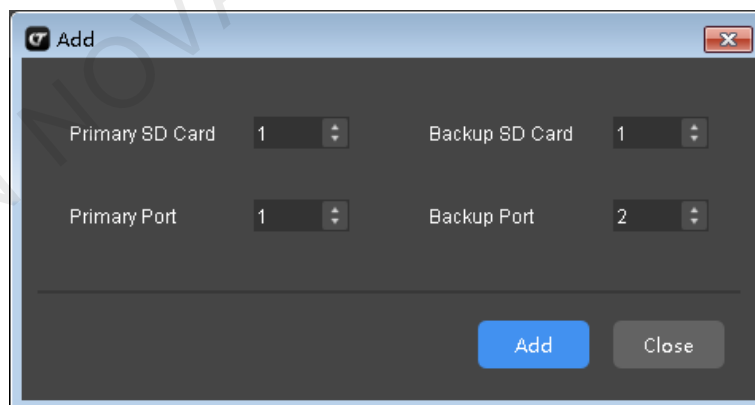 Add
Primary SD Card 1 Backup SD Card 1
Primary Port 1 Backup Port 2
Add Close